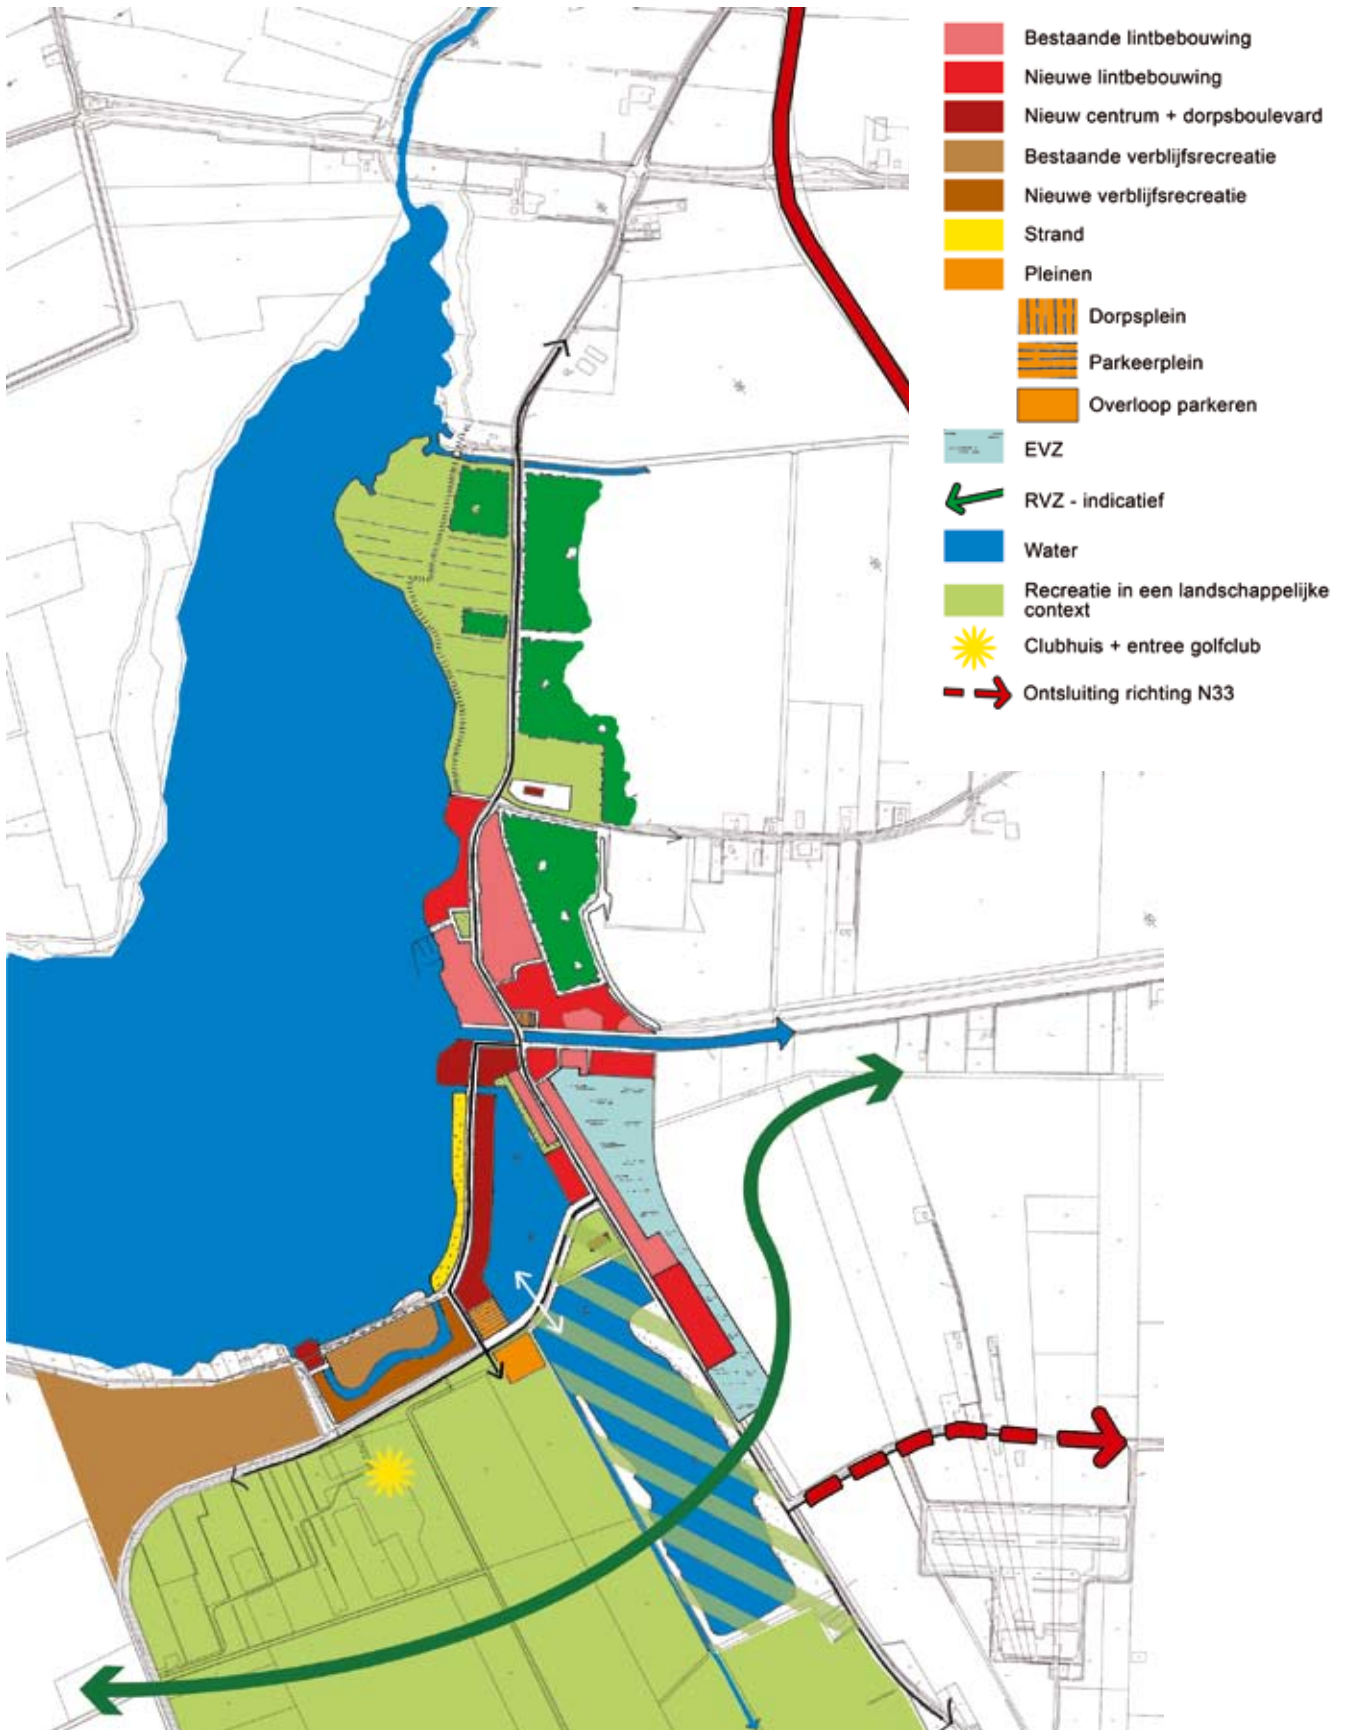 Bestaande lintbebouwing
Nieuwe lintbebouwing
Nieuw centrum + dorpsboulevard
Bestaande verblijfsrecreatie
Nieuwe verblijfsrecreatie
Strand
Pleinen
Dorpsplein
Parkeerplein
Overloop parkeren
EVZ
RVZ - indicatief
Water
Recreatie in een landschappelijke
context
Clubhuis + entree golfclub
Ontsluiting richting N33